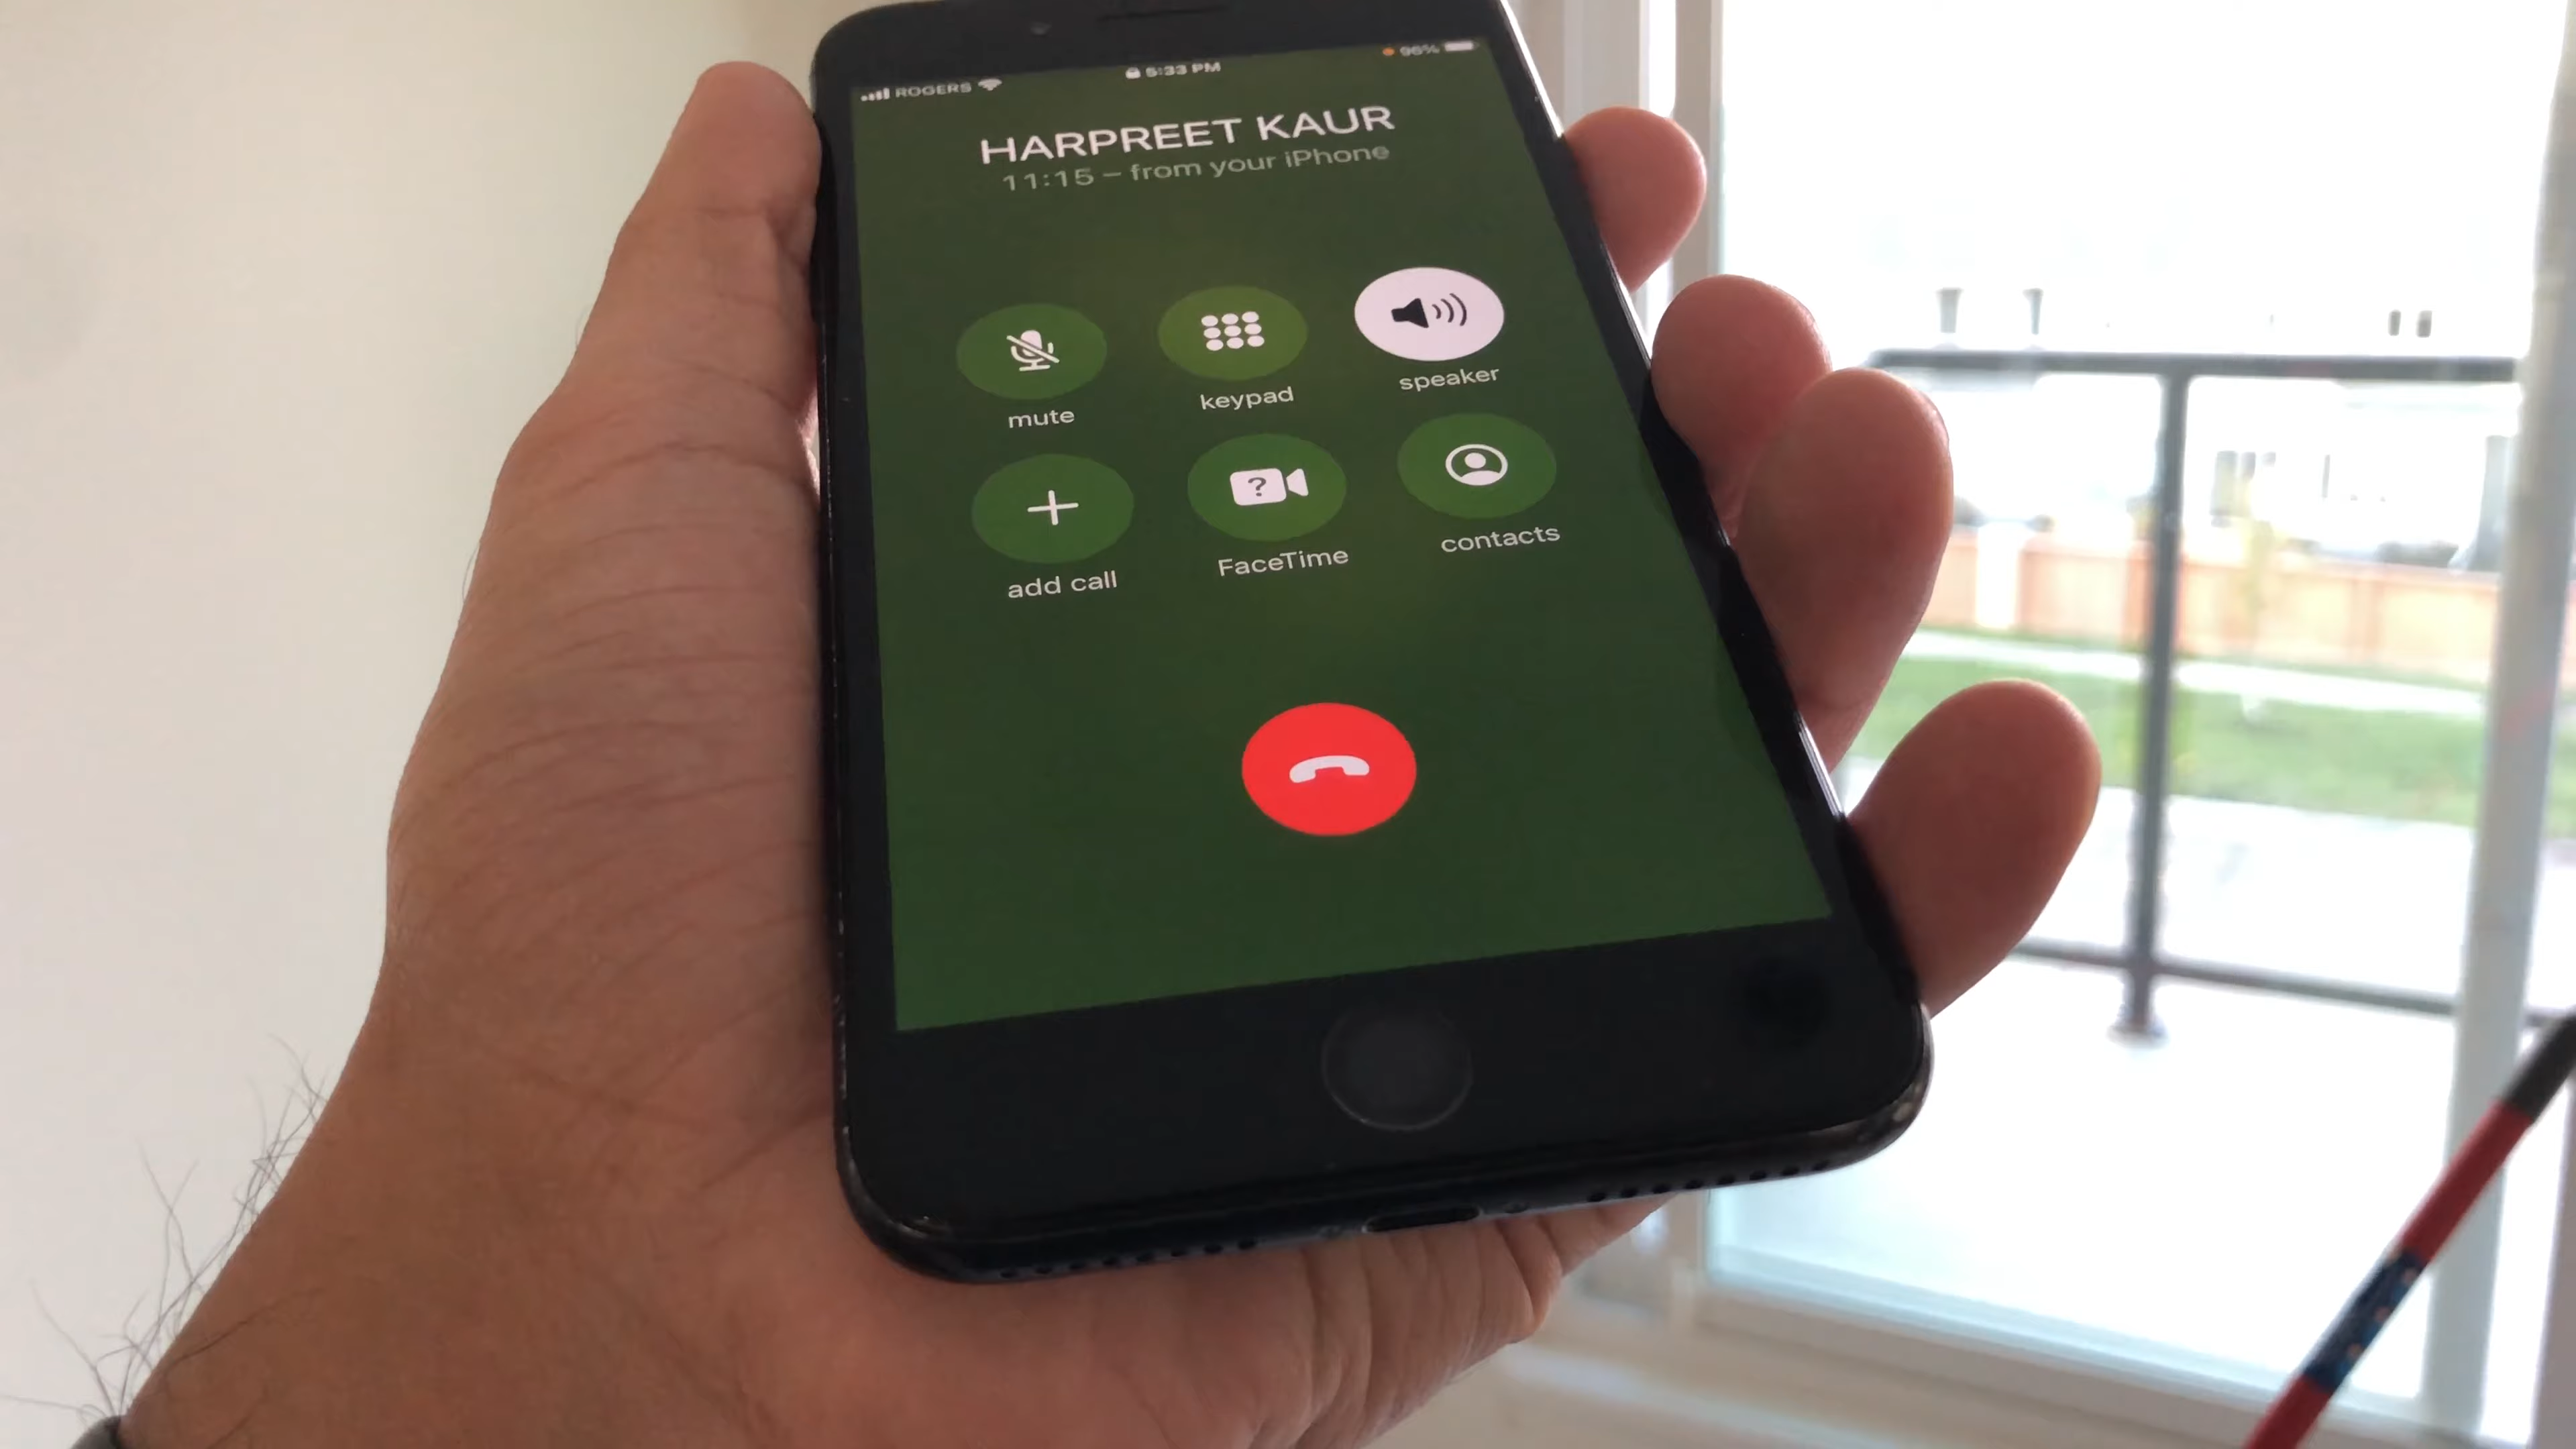 ROGERS 5:33 PM 96%
HARPREET KAUR
11:15 – from your iPhone
mute keypad speaker
add call FaceTime contacts